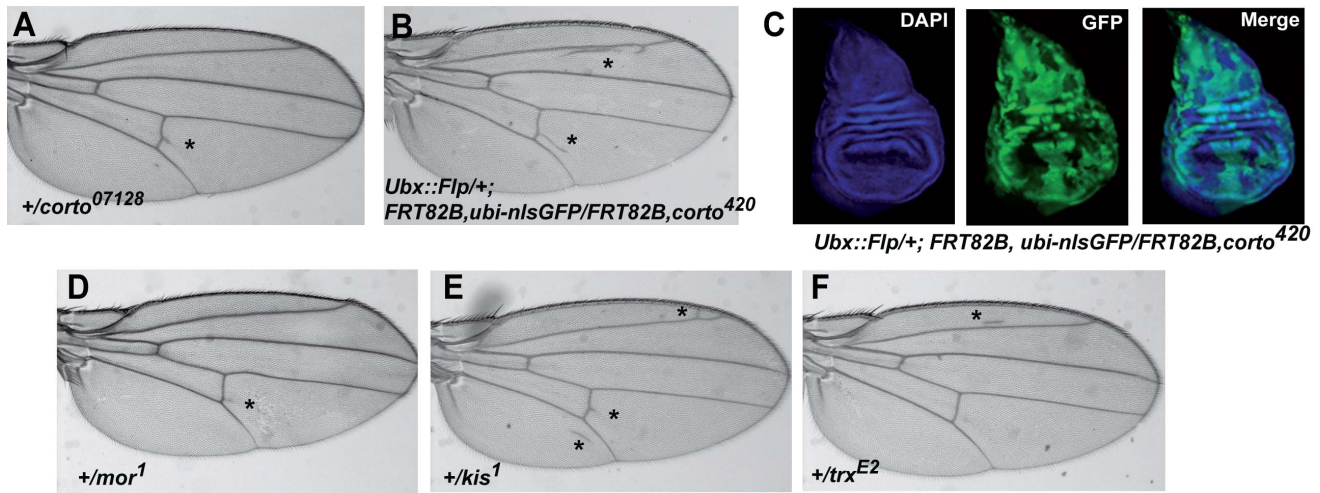 A
+/corto07128
B
Ubx::Flp/+;
FRT82B,ubi-nlsGFP/FRT82B,corto420
C
DAPI
GFP
Merge
Ubx::Flp/+; FRT82B, ubi-nlsGFP/FRT82B,corto420
D
*
+/mor1
E
*
*
*
+/kis1
F
*
+/trxE2